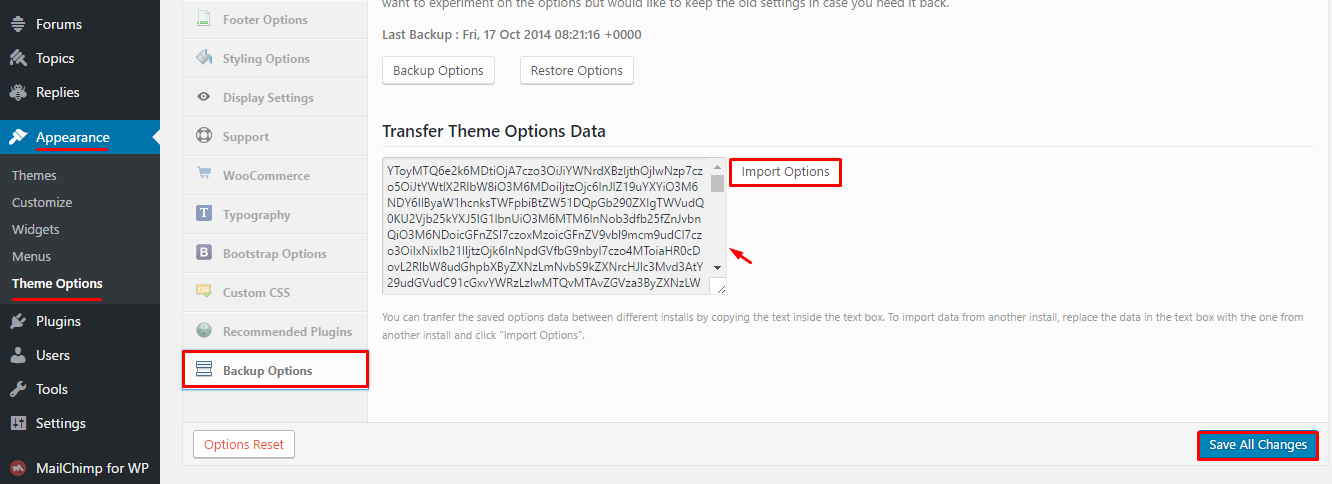 Forums
Topics
Replies
Appearance
Themes
Customize
Widgets
Menus
Theme Options
Plugins
Users
Tools
Settings
MailChimp for WP
Footer Options
Styling Options
Display Settings
Support
WooCommerce
Typography
Bootstrap Options
Custom CSS
Recommended Plugins
Backup Options
want to experiment on the options but would like to keep the old settings in case you need it back.
Last Backup : Fri, 17 Oct 2014 08:21:16 +0000
Backup Options Restore Options
Transfer Theme Options Data
Import Options
You can tranfer the saved options data between different installs by copying the text inside the text box. To import data from another install, replace the data in the text box with the one from
another install and click "Import Options".
Options Reset
Save All Changes